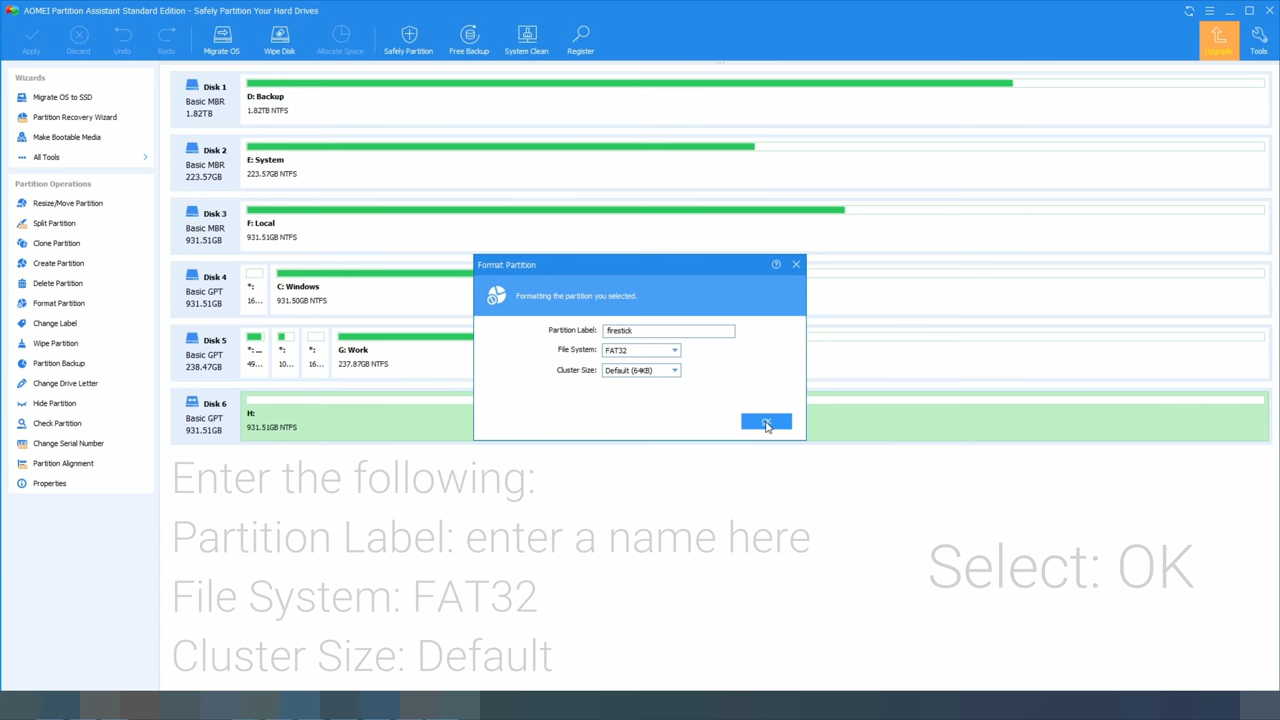 AOMEI Partition Assistant Standard Edition - Safely Partition Your Hard Drives
Apply
Discard
Undo
Redo
Migrate OS
Wipe Disk
Allocate Space
Safely Partition
Free Backup
System Clean
Register
Upgrade
Tools
Wizards
Migrate OS to SSD
Partition Recovery Wizard
Make Bootable Media
All Tools
Partition Operations
Resize/Move Partition
Split Partition
Clone Partition
Create Partition
Delete Partition
Format Partition
Change Label
Wipe Partition
Partition Backup
Change Drive Letter
Hide Partition
Check Partition
Change Serial Number
Partition Alignment
Properties
Disk 1
Basic MBR
1.82TB
D: Backup
1.82TB NTFS
Disk 2
Basic MBR
223.57GB
E: System
223.57GB NTFS
Disk 3
Basic MBR
931.51GB
F: Local
931.51GB NTFS
Disk 4
Basic GPT
931.51GB
*:
16...
C: Windows
931.50GB NTFS
Disk 5
Basic GPT
238.47GB
*: ...
49...
*:
10...
*:
16...
G: Work
237.87GB NTFS
Disk 6
Basic GPT
931.51GB
H:
931.51GB NTFS
Format Partition
Formatting the partition you selected.
Partition Label: firestick
File System: FAT32
Cluster Size: Default (64KB)
Enter the following:
Partition Label: enter a name here
File System: FAT32
Cluster Size: Default
Select: OK